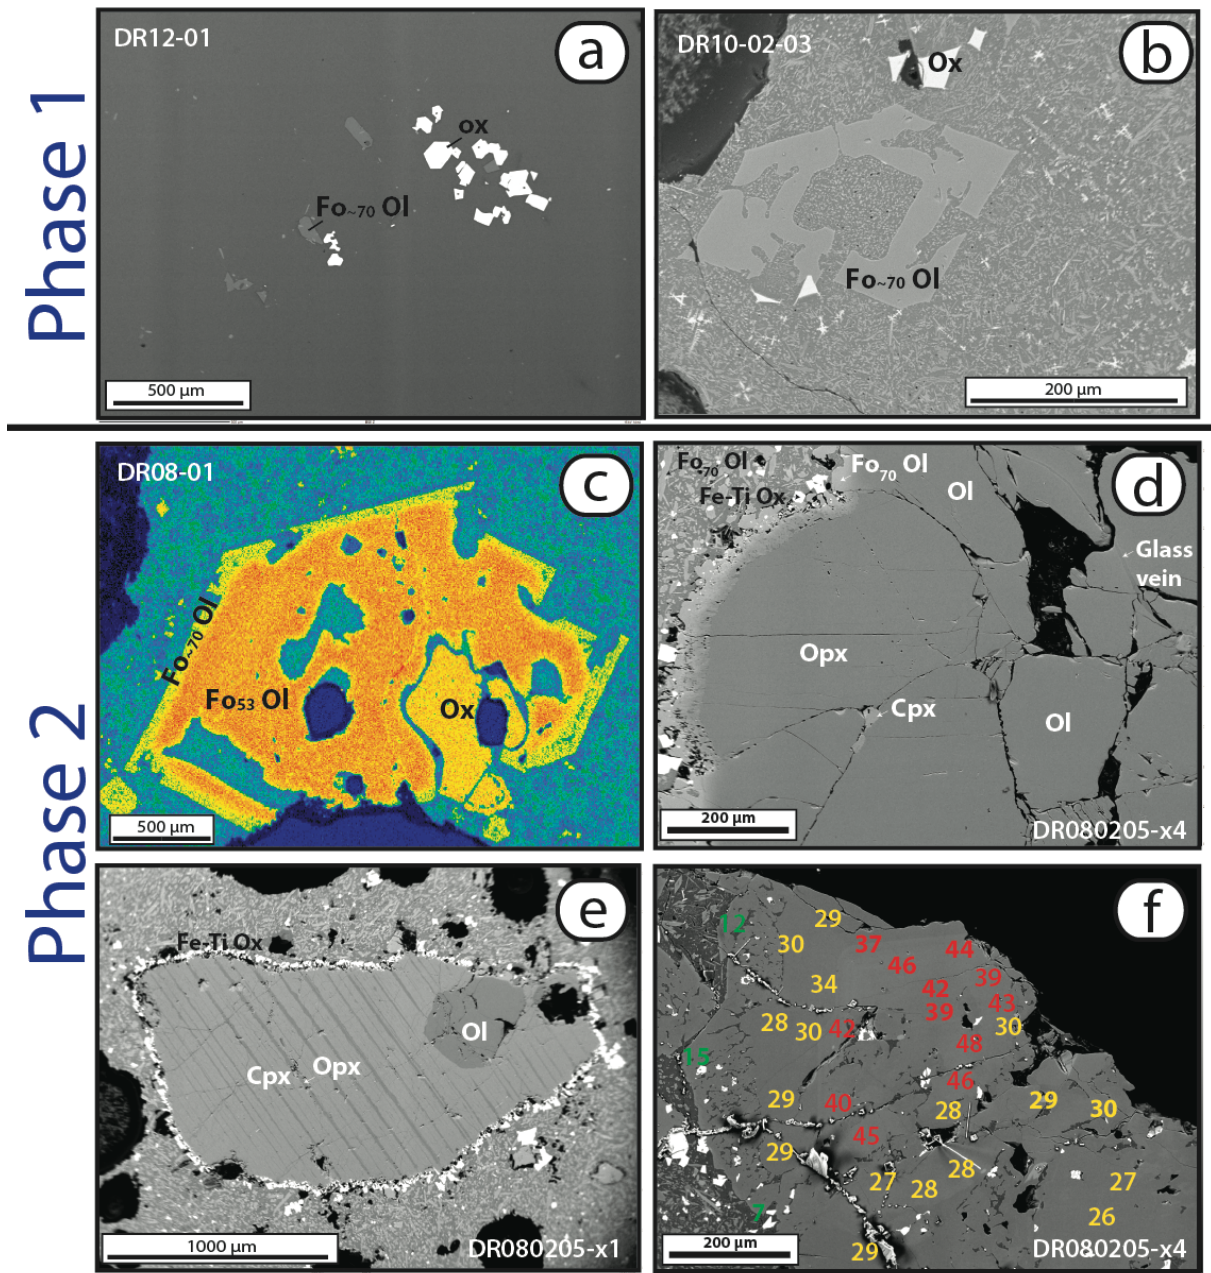 Phase 1
DR12-01
a
ox
Fo~70 Ol
500 µm
DR10-02-03
b
Ox
Fo~70 Ol
200 µm
Phase 2
DR08-01
c
Fo~70 Ol
Fo53 Ol
Ox
500 µm
d
Fo70 Ol
Fo70 Ol
Fe-Ti Ox
Ol
Glass
vein
Opx
Cpx
Ol
200 µm
DR080205-x4
e
Fe-Ti Ox
Ol
Cpx
Opx
1000 µm
DR080205-x1
f
12
29
30
37
44
46
34
42
39
39
43
28
30
42
30
15
48
46
29
40
28
29
30
45
29
28
27
28
27
7
26
29
200 µm
DR080205-x4